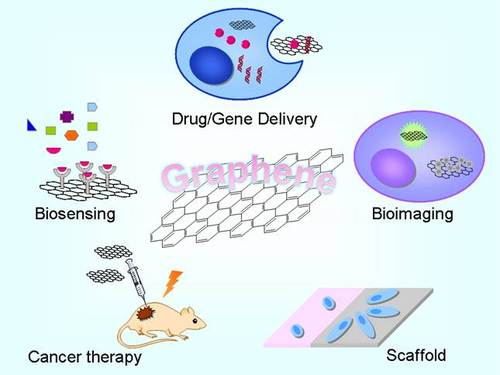 Drug/Gene Delivery
Graphene
Biosensing
Bioimaging
Cancer therapy
Scaffold